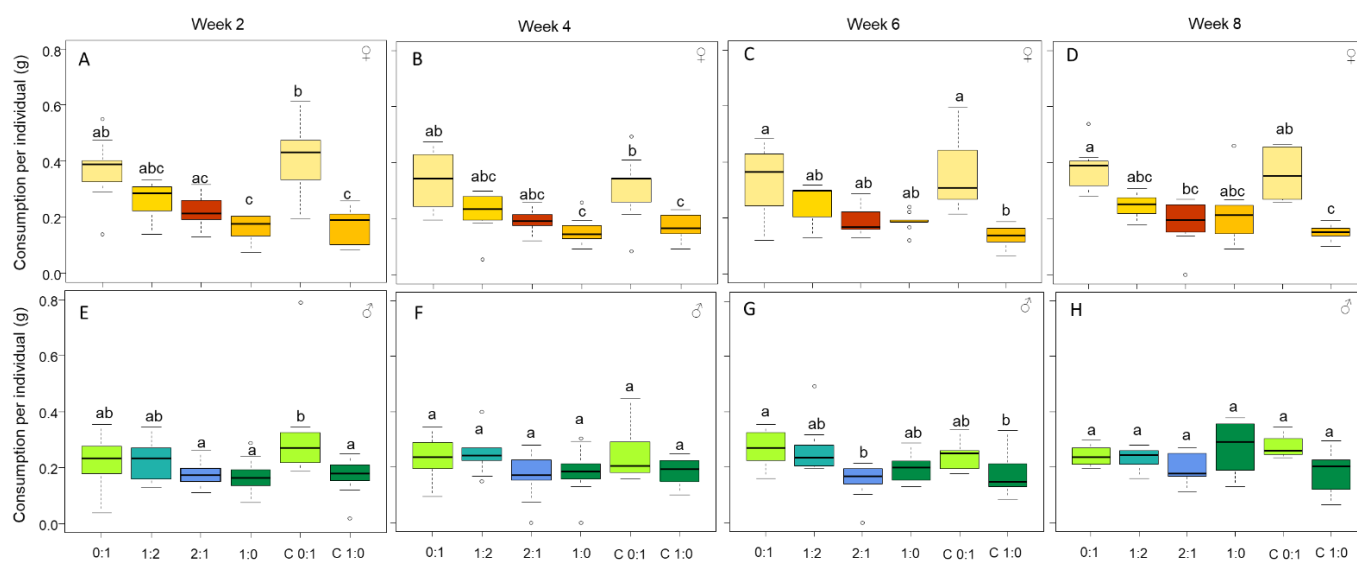 Week 2 Week 4 Week 6 Week 8
Consumption per individual (g)
0.8
0.6
0.4
0.2
0.0
A ♀
ab abc ac c b c
B ♀
ab abc abc c b c
C ♀
a ab ab ab a b
D ♀
a abc bc abc ab c
Consumption per individual (g)
0.8
0.6
0.4
0.2
0.0
E ♂
ab ab a a b a
F ♂
a a a a a a
G ♂
a ab b ab ab b
H ♂
a a a a a a
0:1 1:2 2:1 1:0 C 0:1 C 1:0 0:1 1:2 2:1 1:0 C 0:1 C 1:0 0:1 1:2 2:1 1:0 C 0:1 C 1:0 0:1 1:2 2:1 1:0 C 0:1 C 1:0